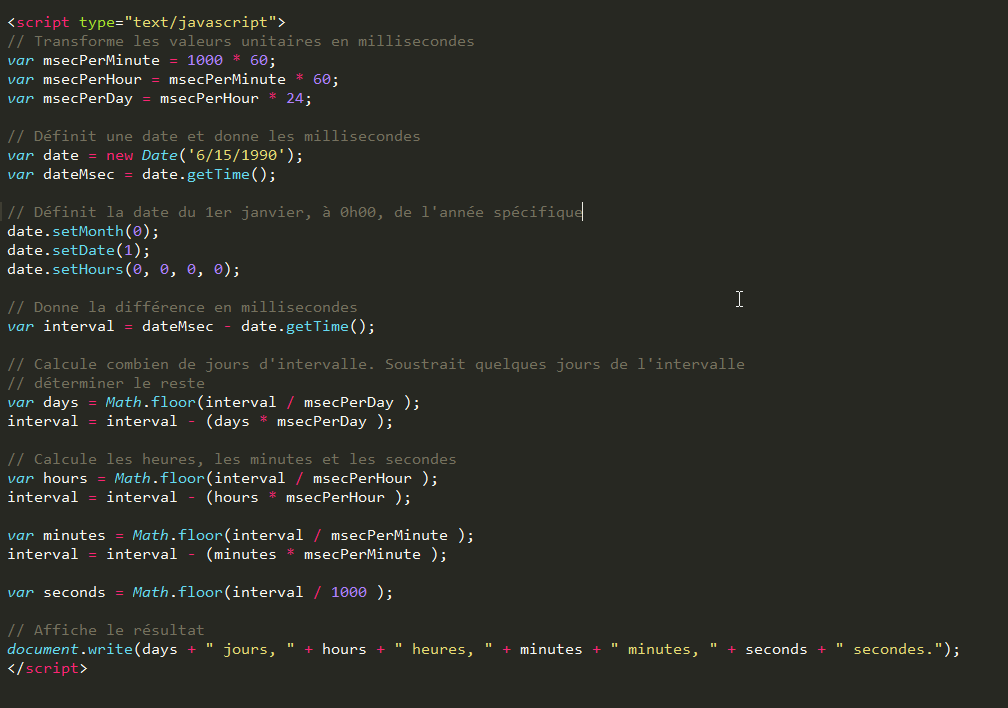 <script type="text/javascript">
// Transforme les valeurs unitaires en millisecondes
var msecPerMinute = 1000 * 60;
var msecPerHour = msecPerMinute * 60;
var msecPerDay = msecPerHour * 24;
// Définit une date et donne les millisecondes
var date = new Date('6/15/1990');
var dateMsec = date.getTime();
// Définit la date du 1er janvier, à 0h00, de l'année spécifique
date.setMonth(0);
date.setDate(1);
date.setHours(0, 0, 0, 0);
// Donne la différence en millisecondes
var interval = dateMsec - date.getTime();
// Calcule combien de jours d'intervalle. Soustrait quelques jours de l'intervalle
// déterminer le reste
var days = Math.floor(interval / msecPerDay );
interval = interval - (days * msecPerDay );
// Calcule les heures, les minutes et les secondes
var hours = Math.floor(interval / msecPerHour );
interval = interval - (hours * msecPerHour );
var minutes = Math.floor(interval / msecPerMinute );
interval = interval - (minutes * msecPerMinute );
var seconds = Math.floor(interval / 1000 );
// Affiche le résultat
document.write(days + " jours, " + hours + " heures, " + minutes + " minutes, " + seconds + " secondes.");
</script>